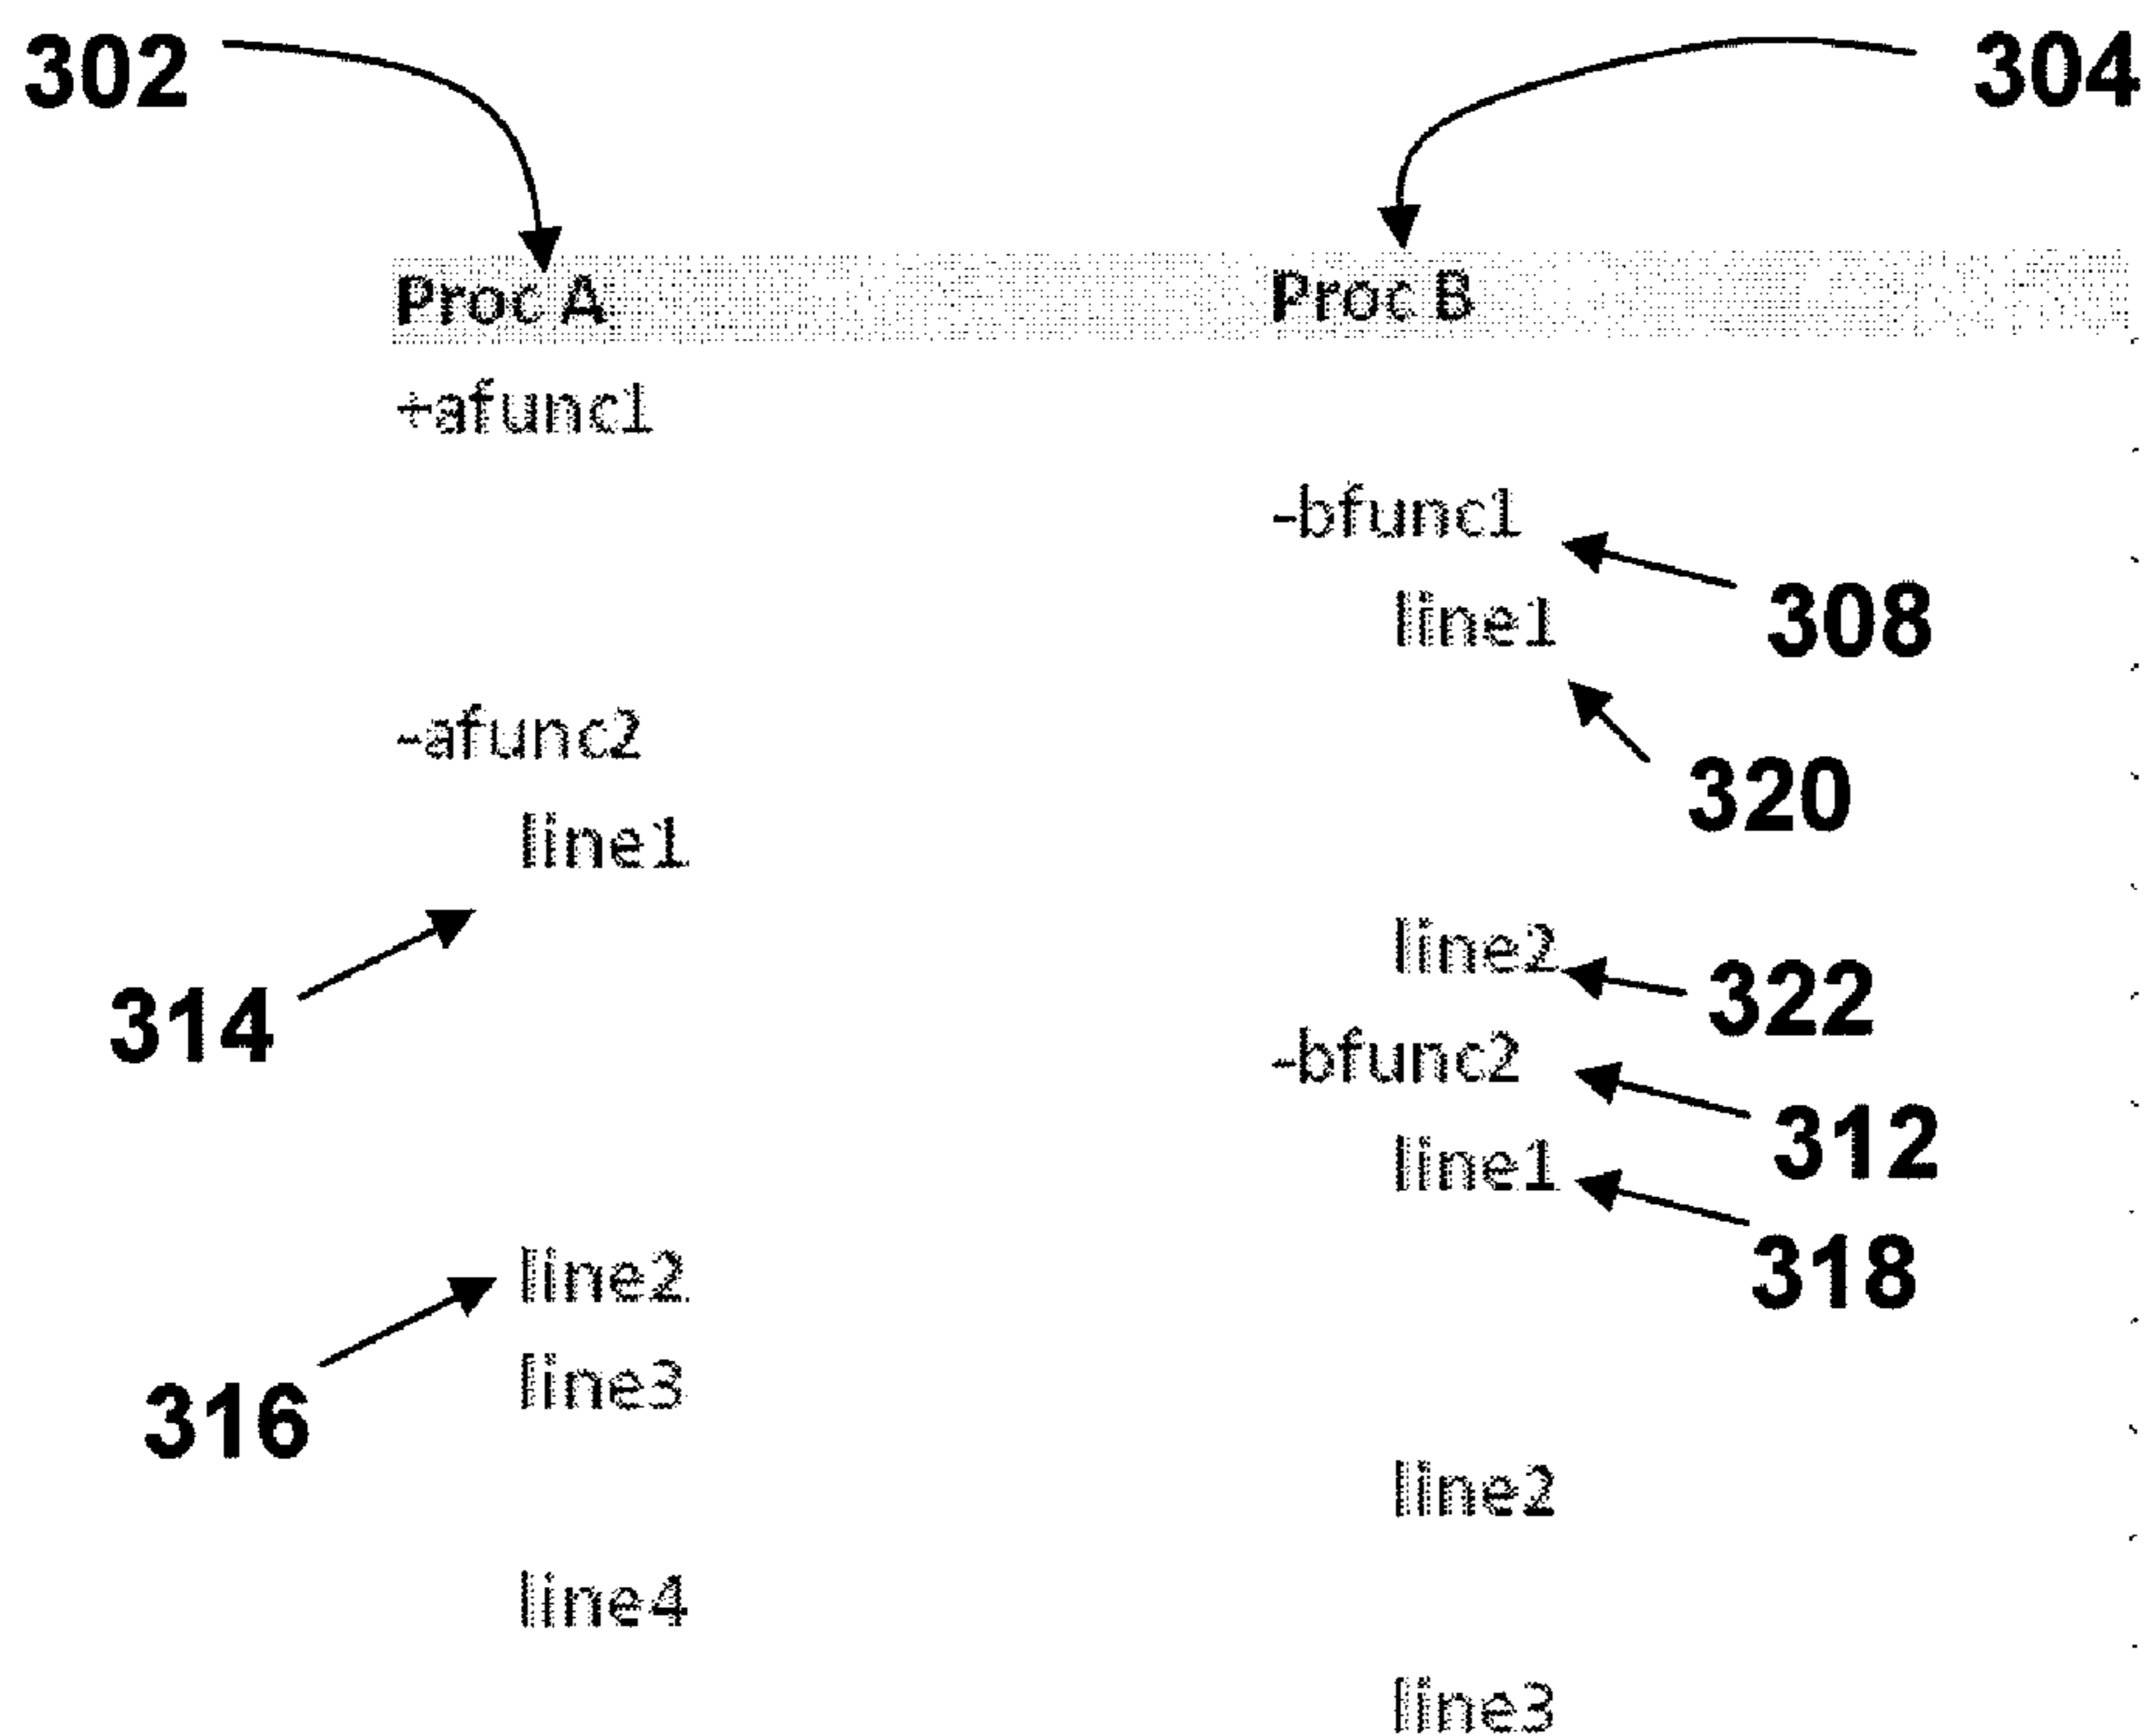 302 304
Proc A Proc B
+afunc1
-bfunc1
line1 308
-afunc2
320
line1
line2
314 322
-bfunc2
line1 312
line2 318
line3
316
line2
line4
line3